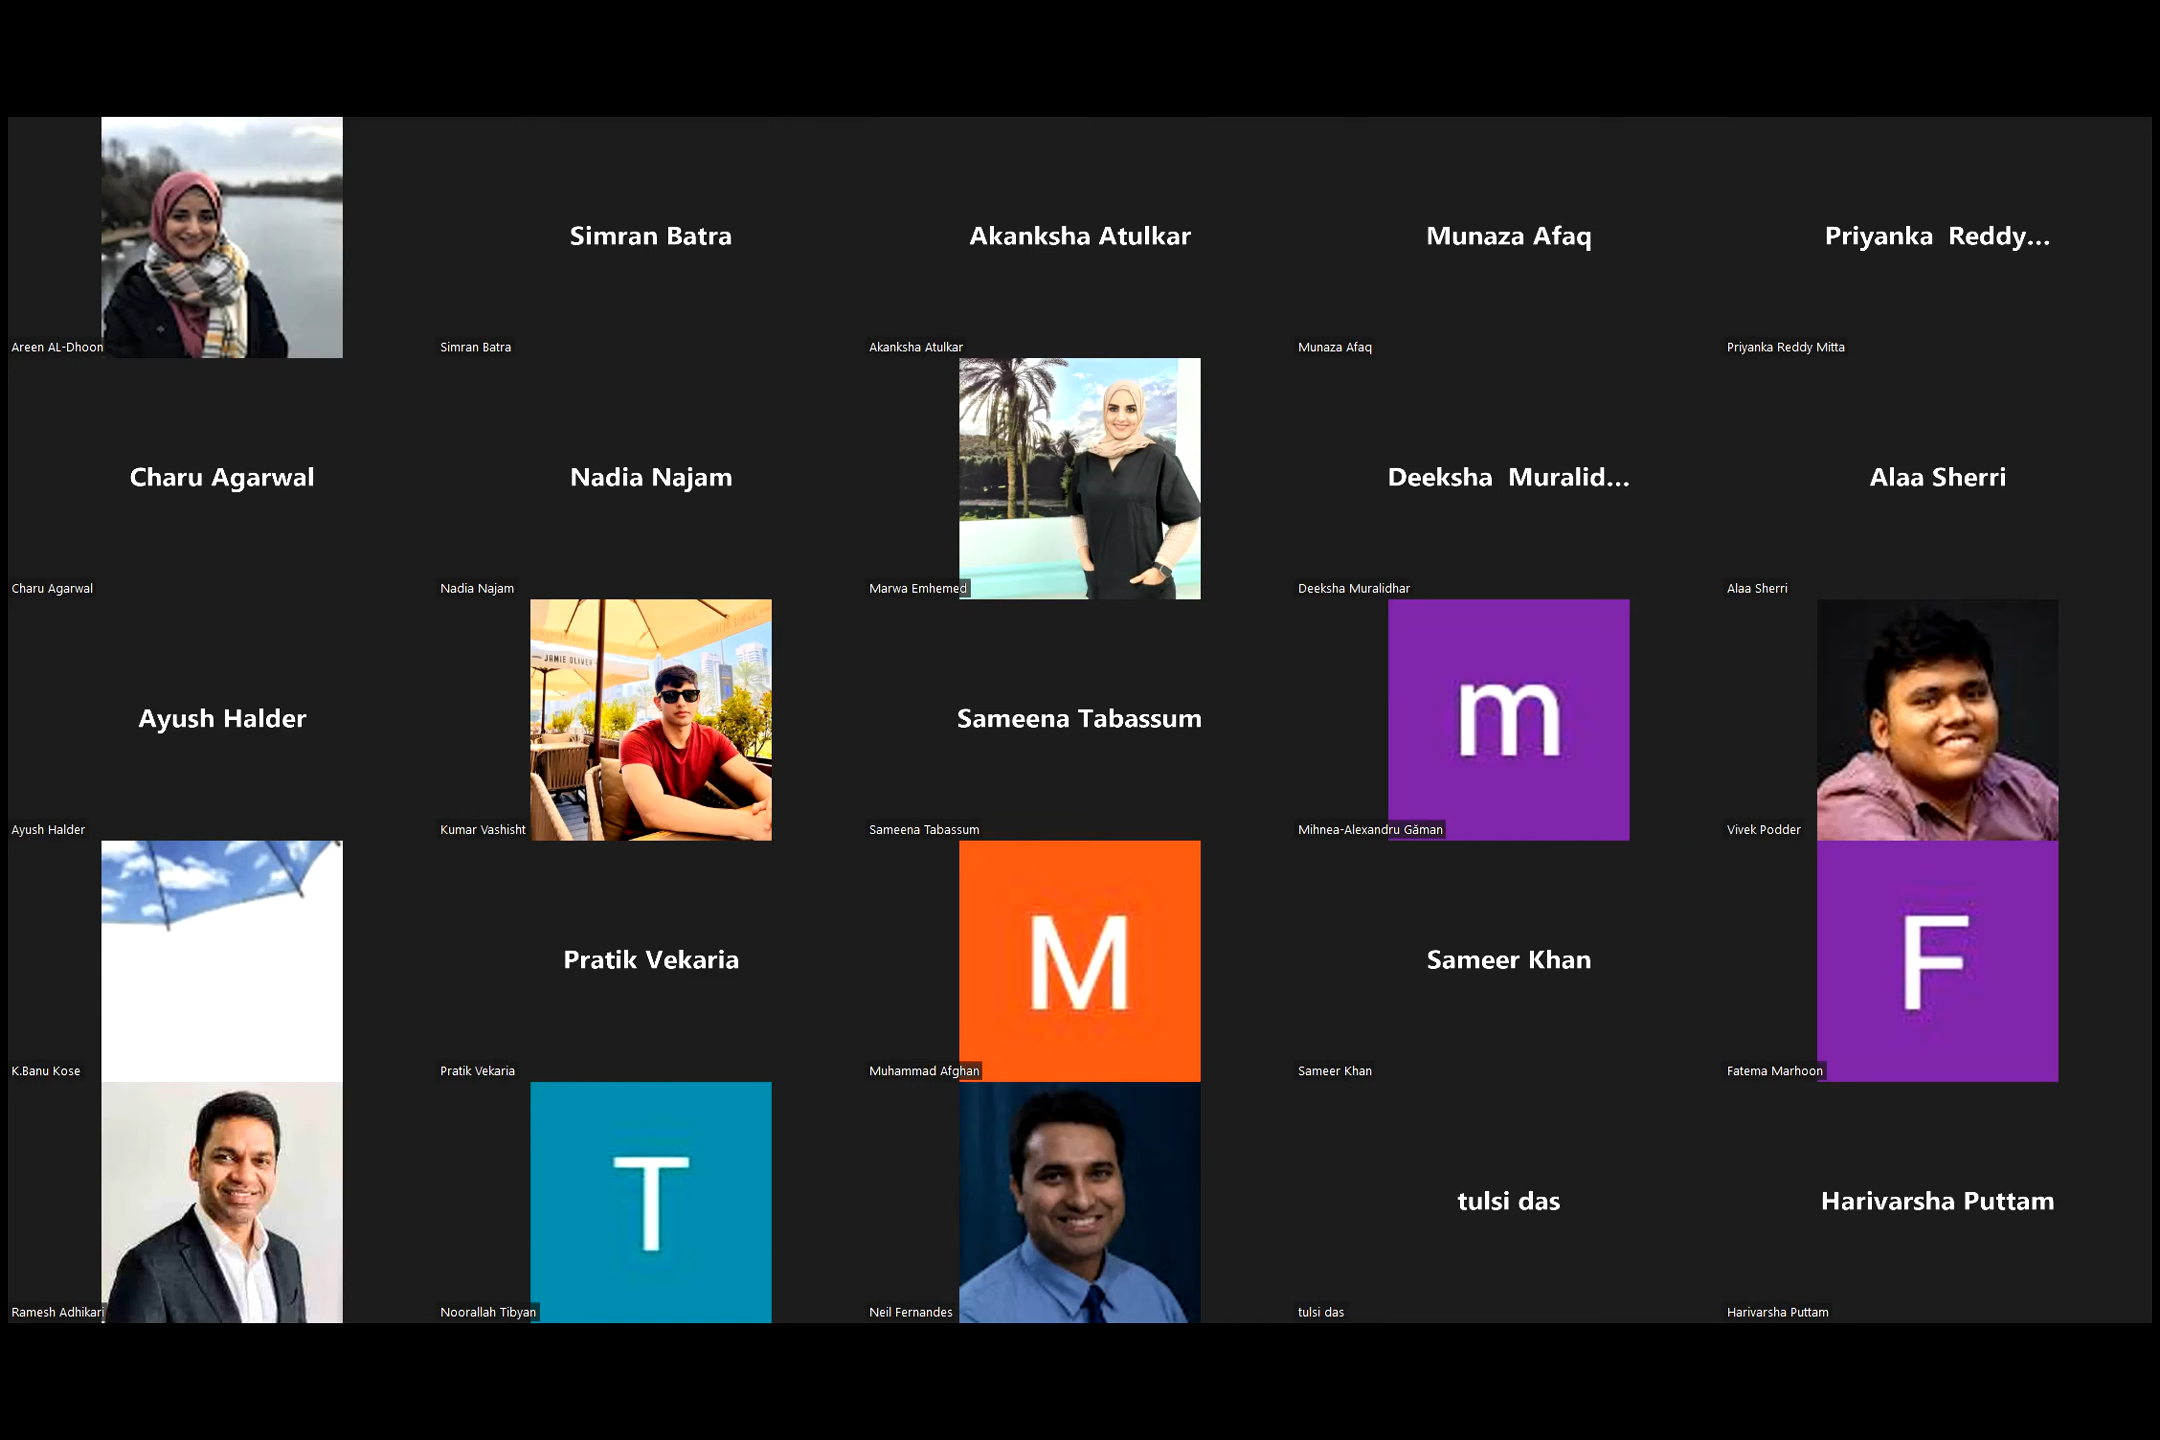 Areen AL-Dhoon
Simran Batra
Simran Batra
Akanksha Atulkar
Akanksha Atulkar
Munaza Afaq
Munaza Afaq
Priyanka  Reddy...
Priyanka Reddy Mitta
Charu Agarwal
Charu Agarwal
Nadia Najam
Nadia Najam
Marwa Emhemed
Deeksha  Muralid...
Deeksha Muralidhar
Alaa Sherri
Alaa Sherri
Ayush Halder
Ayush Halder
JAMIE OLIVER
Kumar Vashisht
Sameena Tabassum
Sameena Tabassum
m
Mihnea-Alexandru Găman
Vivek Podder
K.Banu Kose
Pratik Vekaria
Pratik Vekaria
M
Muhammad Afghan
Sameer Khan
Sameer Khan
F
Fatema Marhoon
Ramesh Adhikari
T
Noorallah Tibyan
Neil Fernandes
tulsi das
tulsi das
Harivarsha Puttam
Harivarsha Puttam